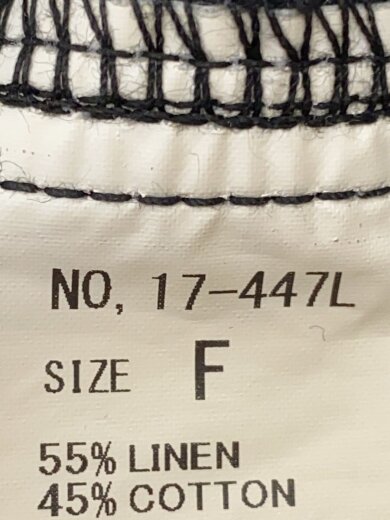 NO, 17-447L
SIZE F
55% LINEN
45% COTTON